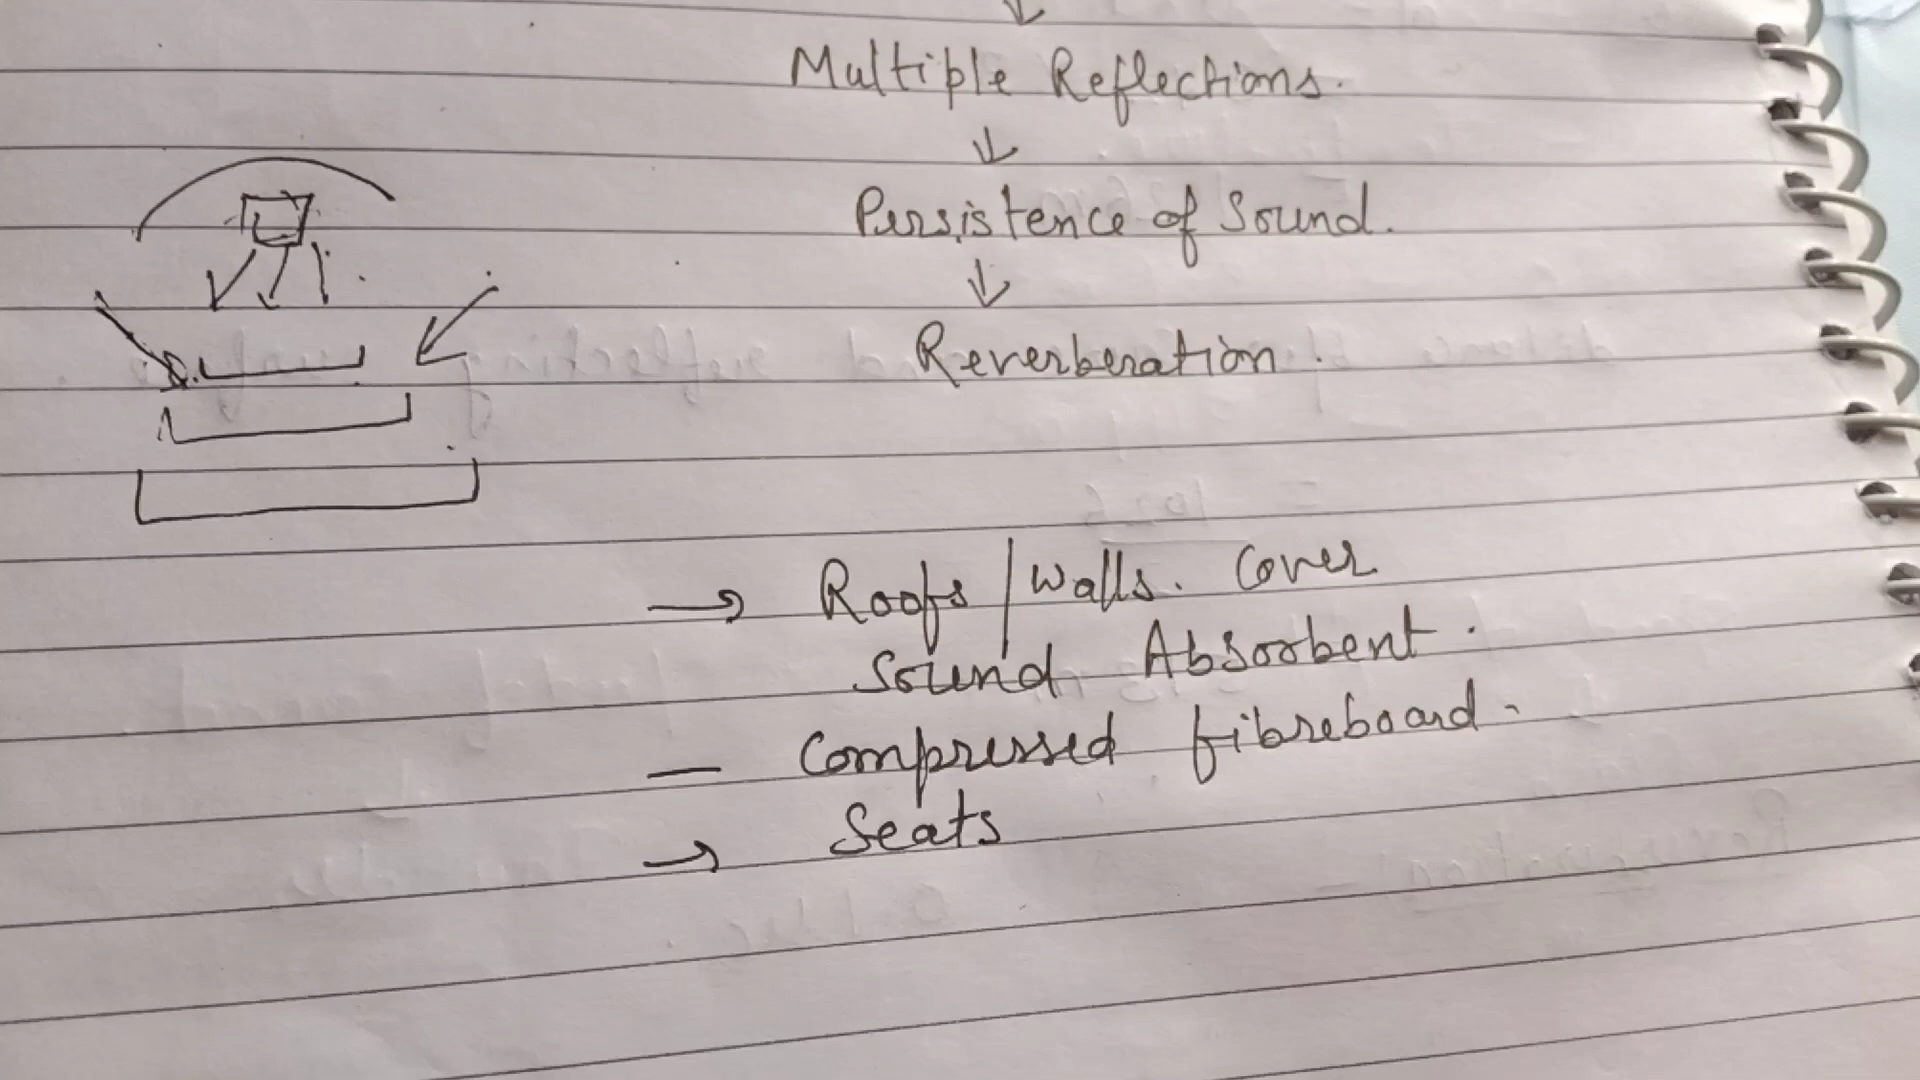 Multiple Reflections.
↓
Persistence of Sound.
↓
Reverberation.
→ Roofs / Walls. Cover
Sound Absorbent.
— Compressed fibreboard.
→ Seats